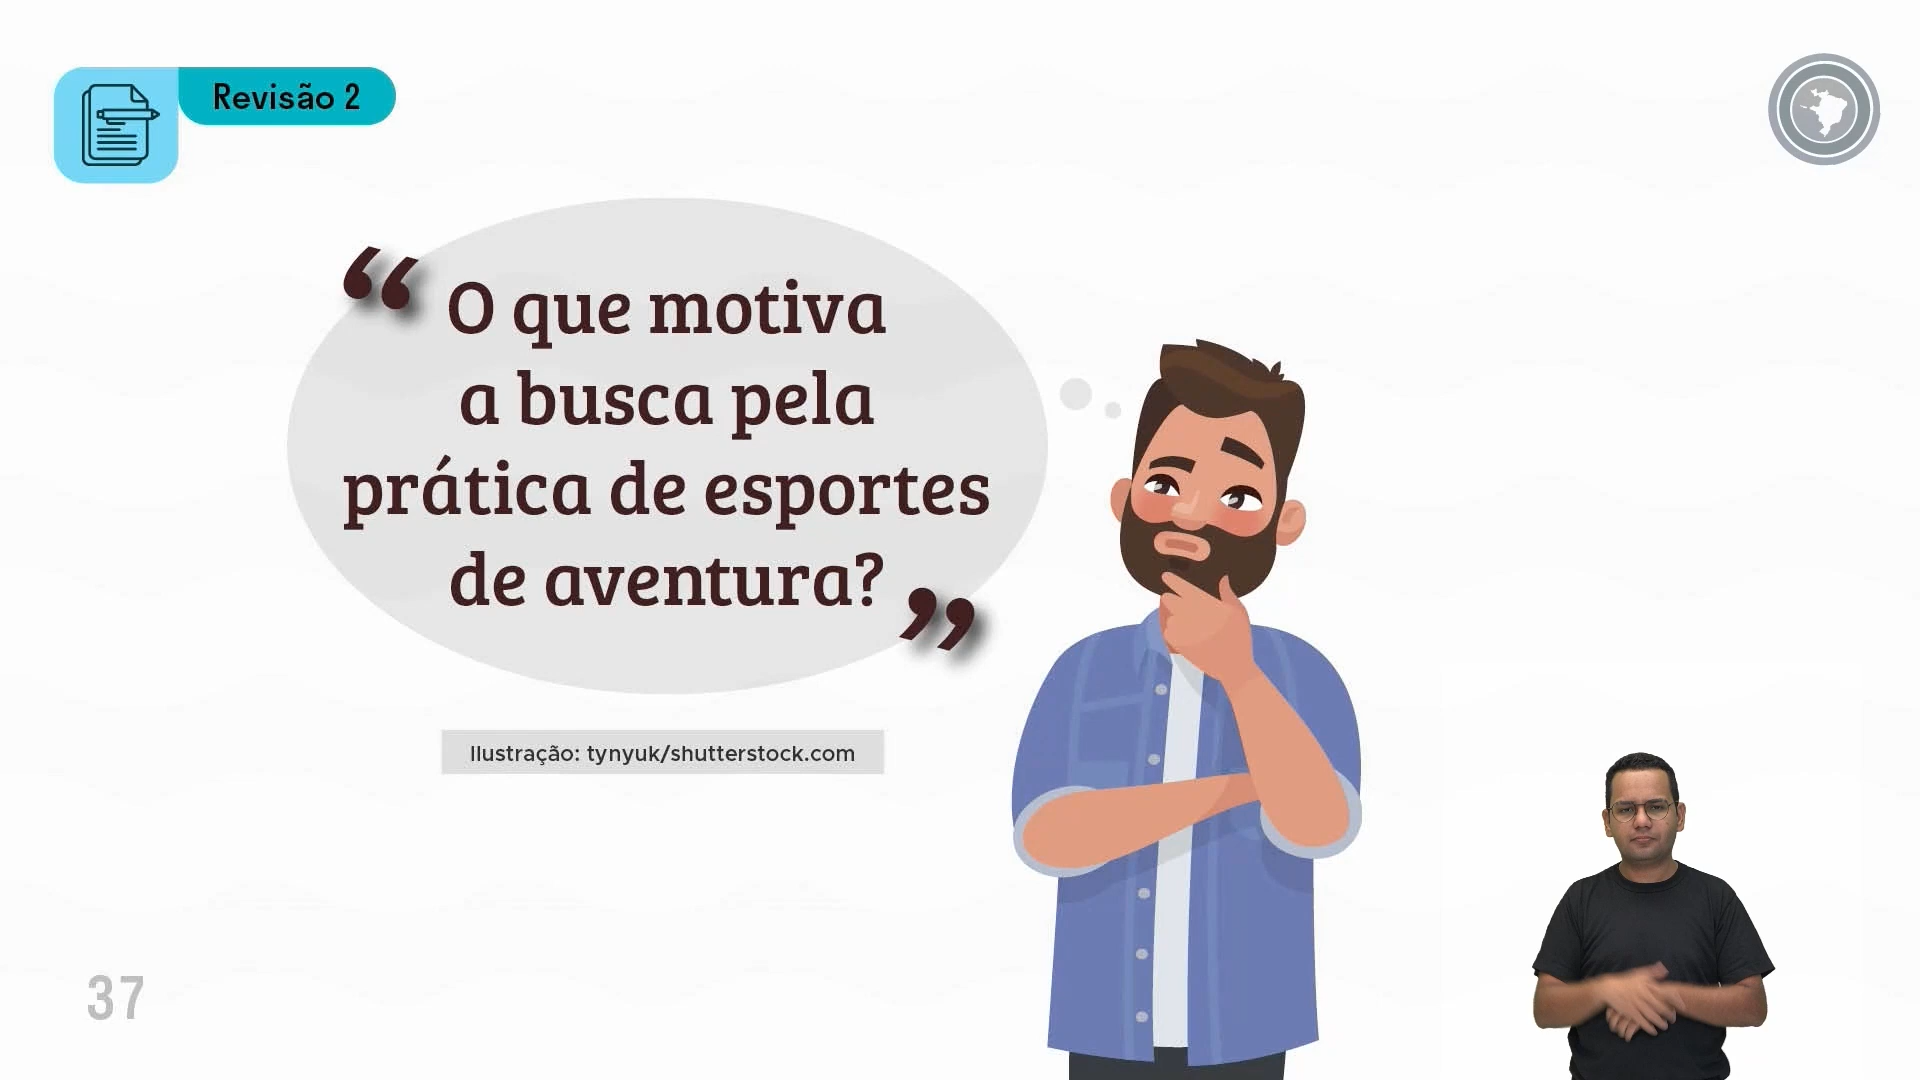 Revisão 2
“ O que motiva
a busca pela
prática de esportes
de aventura? ”
Ilustração: tynyuk/shutterstock.com
37